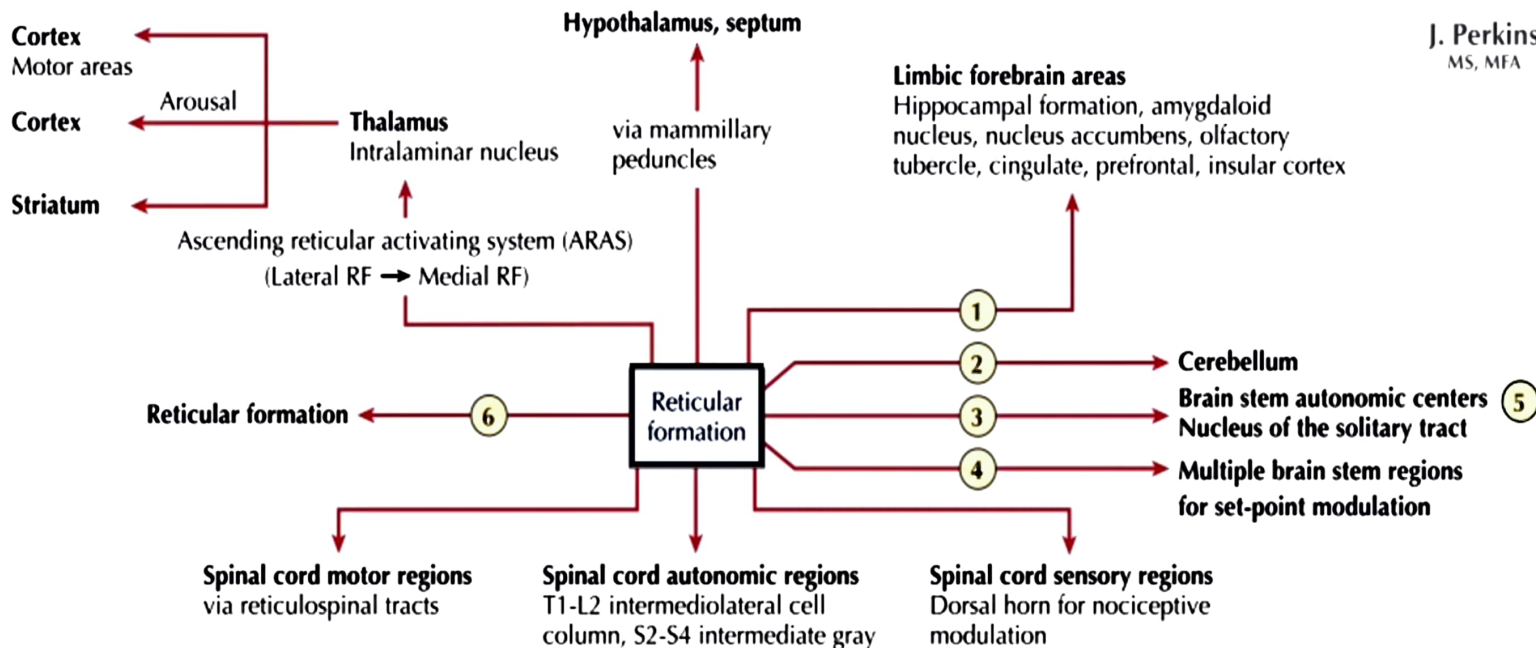 Cortex
Motor areas
Arousal
Cortex
Striatum
Thalamus
Intralaminar nucleus
Ascending reticular activating system (ARAS)
(Lateral RF → Medial RF)
Hypothalamus, septum
via mammillary
peduncles
Limbic forebrain areas
Hippocampal formation, amygdaloid
nucleus, nucleus accumbens, olfactory
tubercle, cingulate, prefrontal, insular cortex
J. Perkins
MS, MFA
1
2
Cerebellum
Reticular formation
6
Reticular
formation
3
Brain stem autonomic centers
Nucleus of the solitary tract
5
4
Multiple brain stem regions
for set-point modulation
Spinal cord motor regions
via reticulospinal tracts
Spinal cord autonomic regions
T1-L2 intermediolateral cell
column, S2-S4 intermediate gray
Spinal cord sensory regions
Dorsal horn for nociceptive
modulation